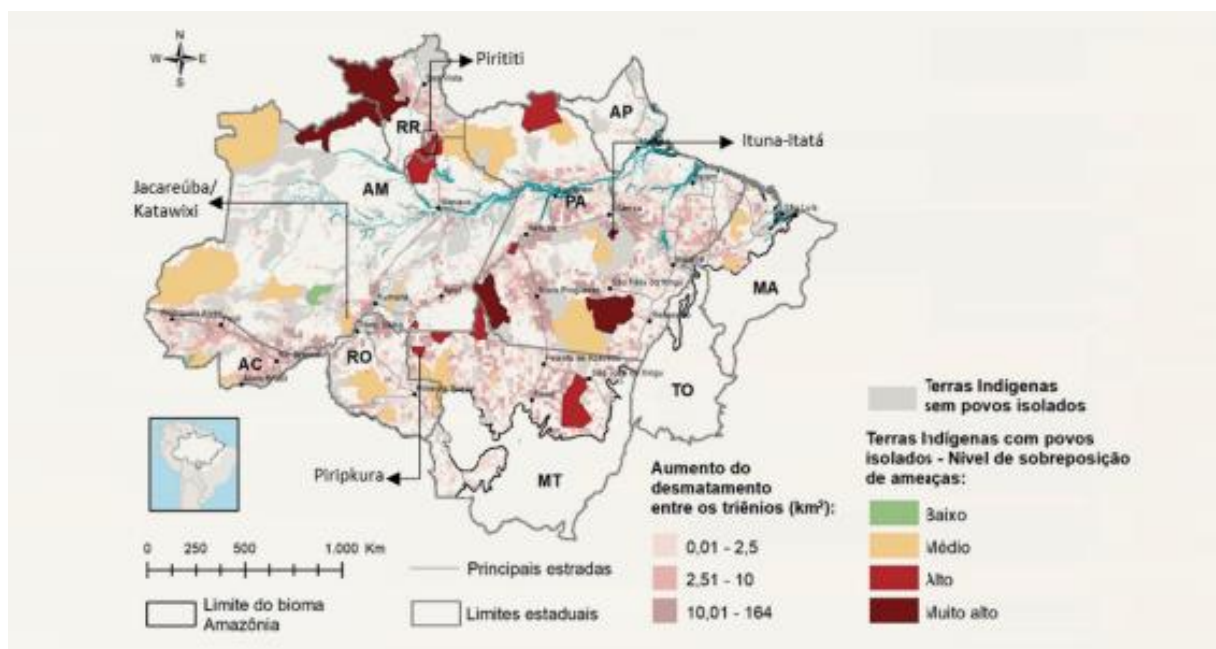 N
W E
S
Pirititi
AP
RR
Ituna-Itatá
Jacareúba/
Katawixi
AM
PA
MA
AC
RO
TO
Piripkura
MT
Terras Indígenas
sem povos isolados
Terras Indígenas com povos
isolados - Nível de sobreposição
de ameaças:
Baixo
Médio
Alto
Muito alto
Aumento do
desmatamento
entre os triênios (km²):
0,01 - 2,5
2,51 - 10
10,01 - 164
0 250 500 1.000 Km
Principais estradas
Limite do bioma
Amazônia
Limites estaduais